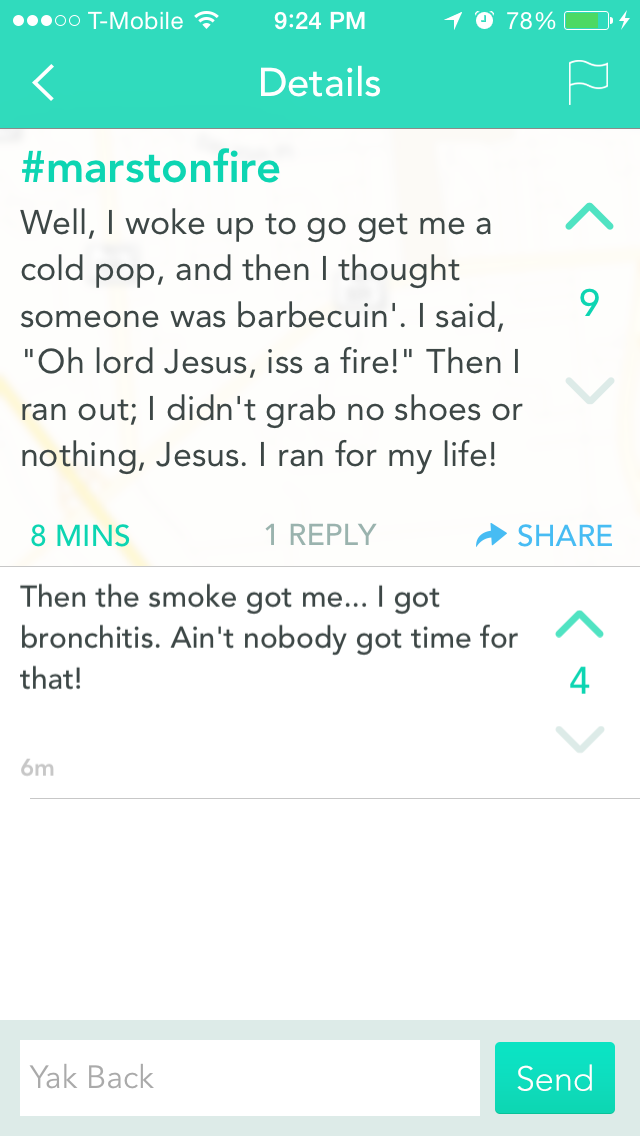 T-Mobile 9:24 PM 78%
Details
#marstonfire
Well, I woke up to go get me a
cold pop, and then I thought
someone was barbecuin'. I said,
"Oh lord Jesus, iss a fire!" Then I
ran out; I didn't grab no shoes or
nothing, Jesus. I ran for my life!
9
8 MINS 1 REPLY SHARE
Then the smoke got me... I got
bronchitis. Ain't nobody got time for
that!
4
6m
Yak Back Send